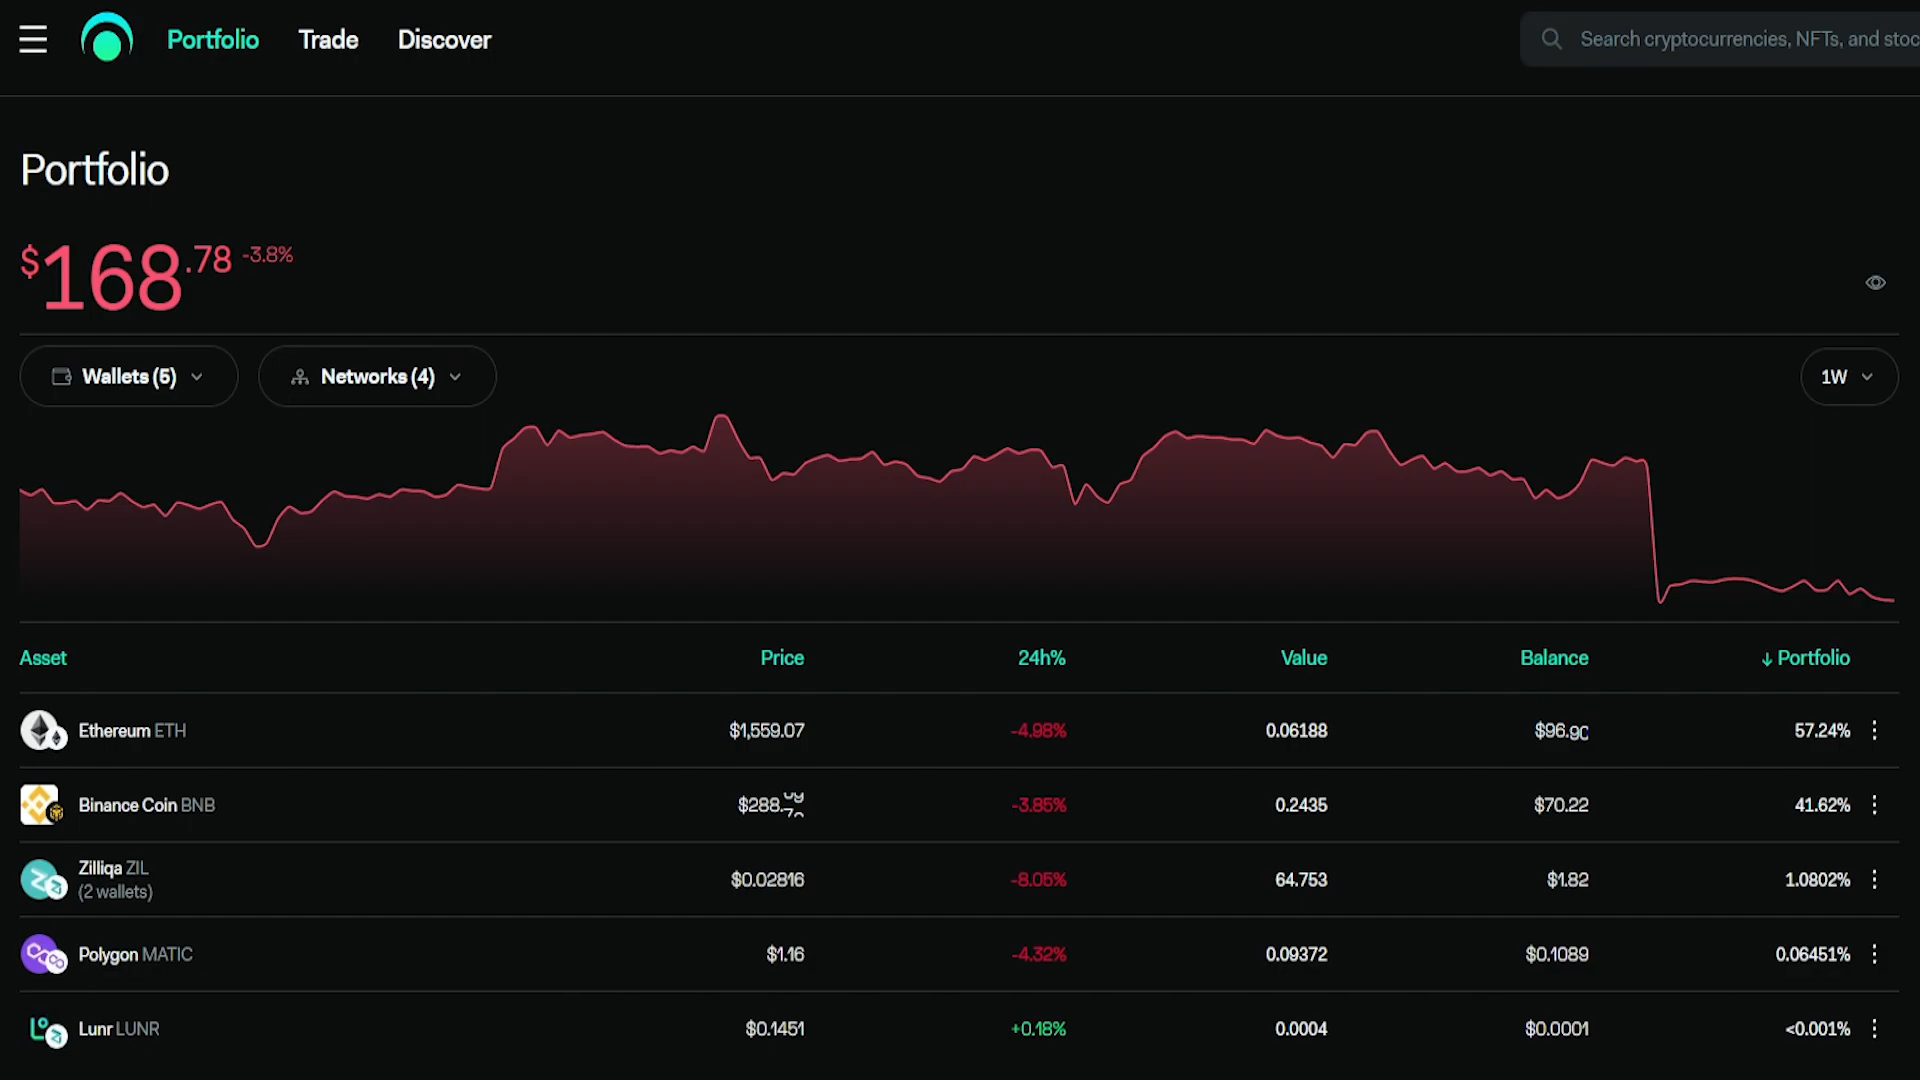 Portfolio Trade Discover Search cryptocurrencies, NFTs, and stoc
Portfolio
$168.78 -3.8%
Wallets (5) Networks (4) 1W
Asset Price 24h% Value Balance ↓ Portfolio
Ethereum ETH $1,559.07 -4.98% 0.06188 $96.90 57.24%
Binance Coin BNB $288. -3.85% 0.2435 $70.22 41.62%
Zilliqa ZIL $0.02816 -8.05% 64.753 $1.82 1.0802%
(2 wallets)
Polygon MATIC $1.16 -4.32% 0.09372 $0.1089 0.06451%
Lunr LUNR $0.1451 +0.18% 0.0004 $0.0001 <0.001%